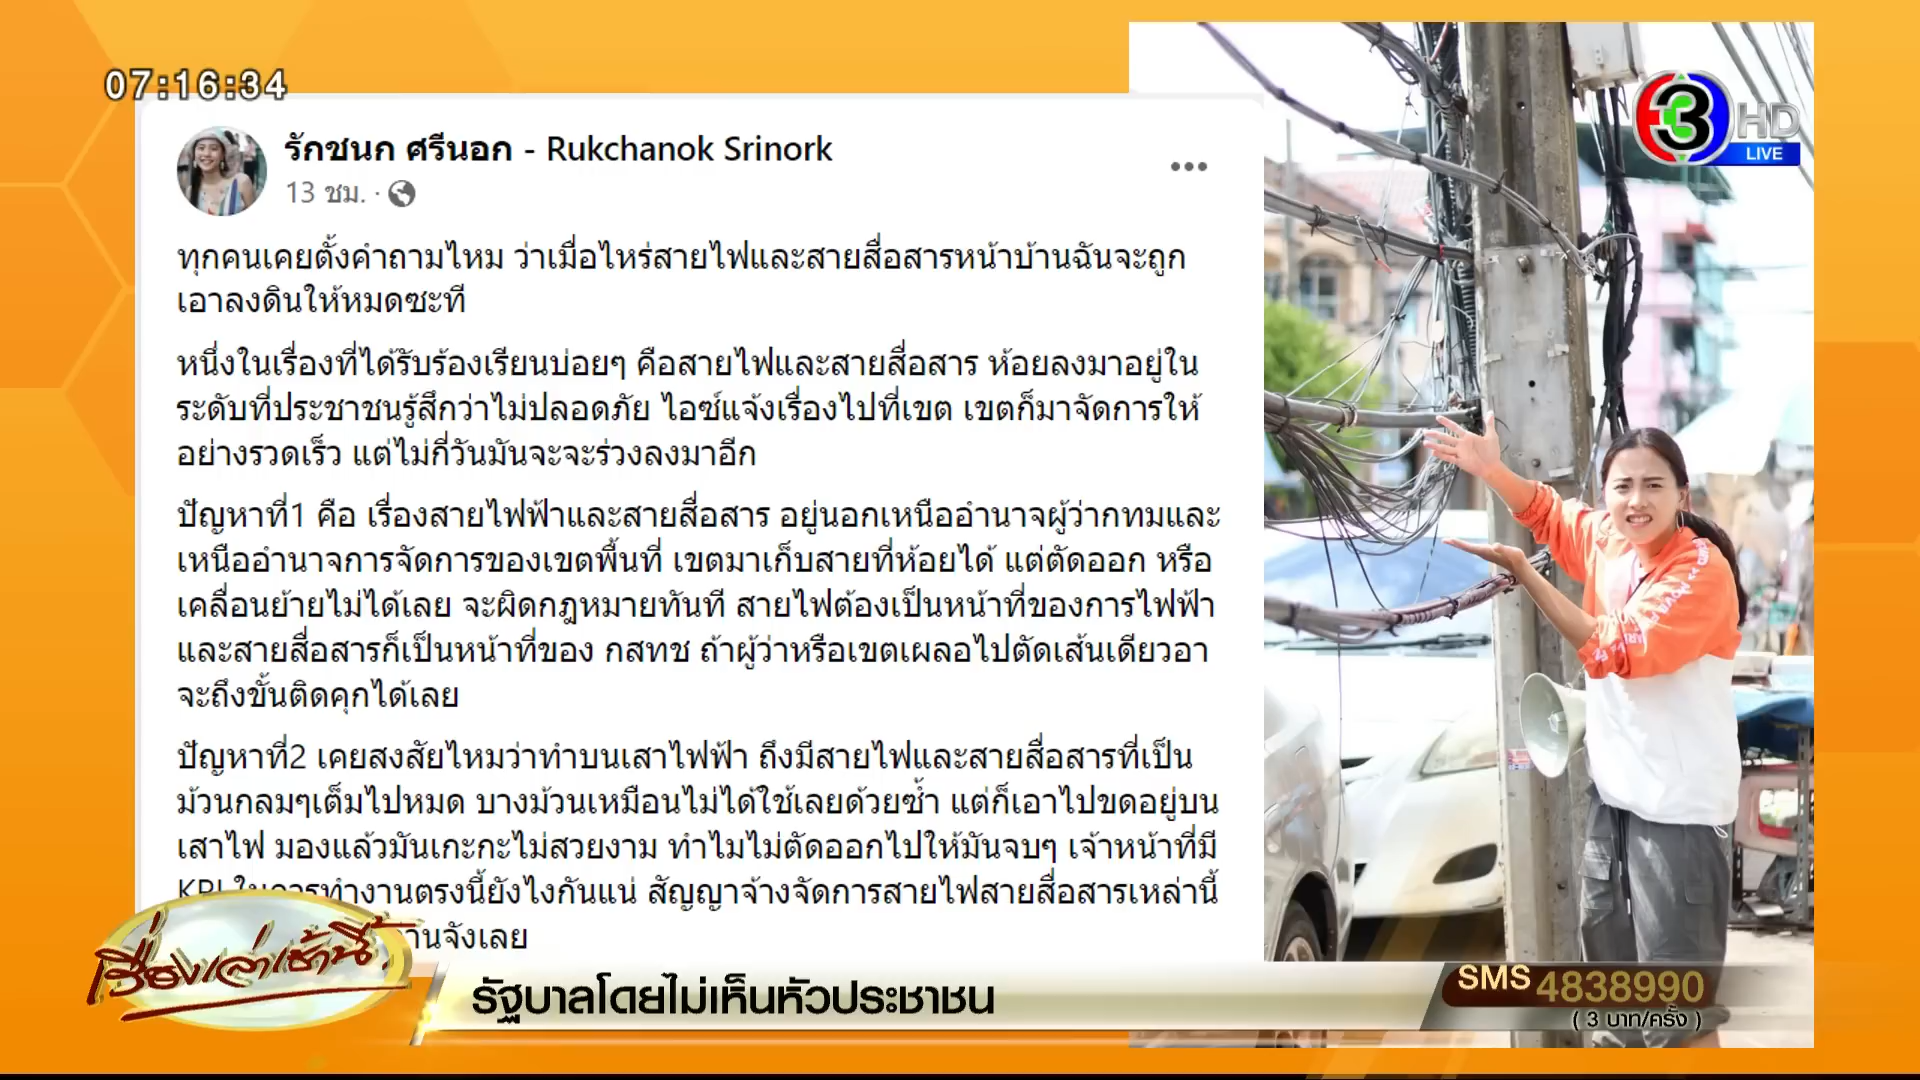 07:16:34
3 HD
LIVE
รักชนก ศรีนอก - Rukchanok Srinork
13 ชม. ·
ทุกคนเคยตั้งคำถามไหม ว่าเมื่อไหร่สายไฟและสายสื่อสารหน้าบ้านฉันจะถูก
เอาลงดินให้หมดซะที
หนึ่งในเรื่องที่ได้รับร้องเรียนบ่อยๆ คือสายไฟและสายสื่อสาร ห้อยลงมาอยู่ใน
ระดับที่ประชาชนรู้สึกว่าไม่ปลอดภัย ไอซ์แจ้งเรื่องไปที่เขต เขตก็มาจัดการให้
อย่างรวดเร็ว แต่ไม่กี่วันมันจะจะร่วงลงมาอีก
ปัญหาที่1 คือ เรื่องสายไฟฟ้าและสายสื่อสาร อยู่นอกเหนืออำนาจผู้ว่ากทมและ
เหนืออำนาจการจัดการของเขตพื้นที่ เขตมาเก็บสายที่ห้อยได้ แต่ตัดออก หรือ
เคลื่อนย้ายไม่ได้เลย จะผิดกฎหมายทันที สายไฟต้องเป็นหน้าที่ของการไฟฟ้า
และสายสื่อสารก็เป็นหน้าที่ของ กสทช ถ้าผู้ว่าหรือเขตเผลอไปตัดเส้นเดียวอา
จะถึงขั้นติดคุกได้เลย
ปัญหาที่2 เคยสงสัยไหมว่าทำบนเสาไฟฟ้า ถึงมีสายไฟและสายสื่อสารที่เป็น
ม้วนกลมๆเต็มไปหมด บางม้วนเหมือนไม่ได้ใช้เลยด้วยซ้ำ แต่ก็เอาไปขดอยู่บน
เสาไฟ มองแล้วมันเกะกะไม่สวยงาม ทำไมไม่ตัดออกไปให้มันจบๆ เจ้าหน้าที่มี
KPI ในการทำงานตรงนี้ยังไงกันแน่ สัญญาจ้างจัดการสายไฟสายสื่อสารเหล่านี้
านจังเลย
เรื่องเล่าเช้านี้
รัฐบาลโดยไม่เห็นหัวประชาชน
SMS 4838990
( 3 บาท/ครั้ง )